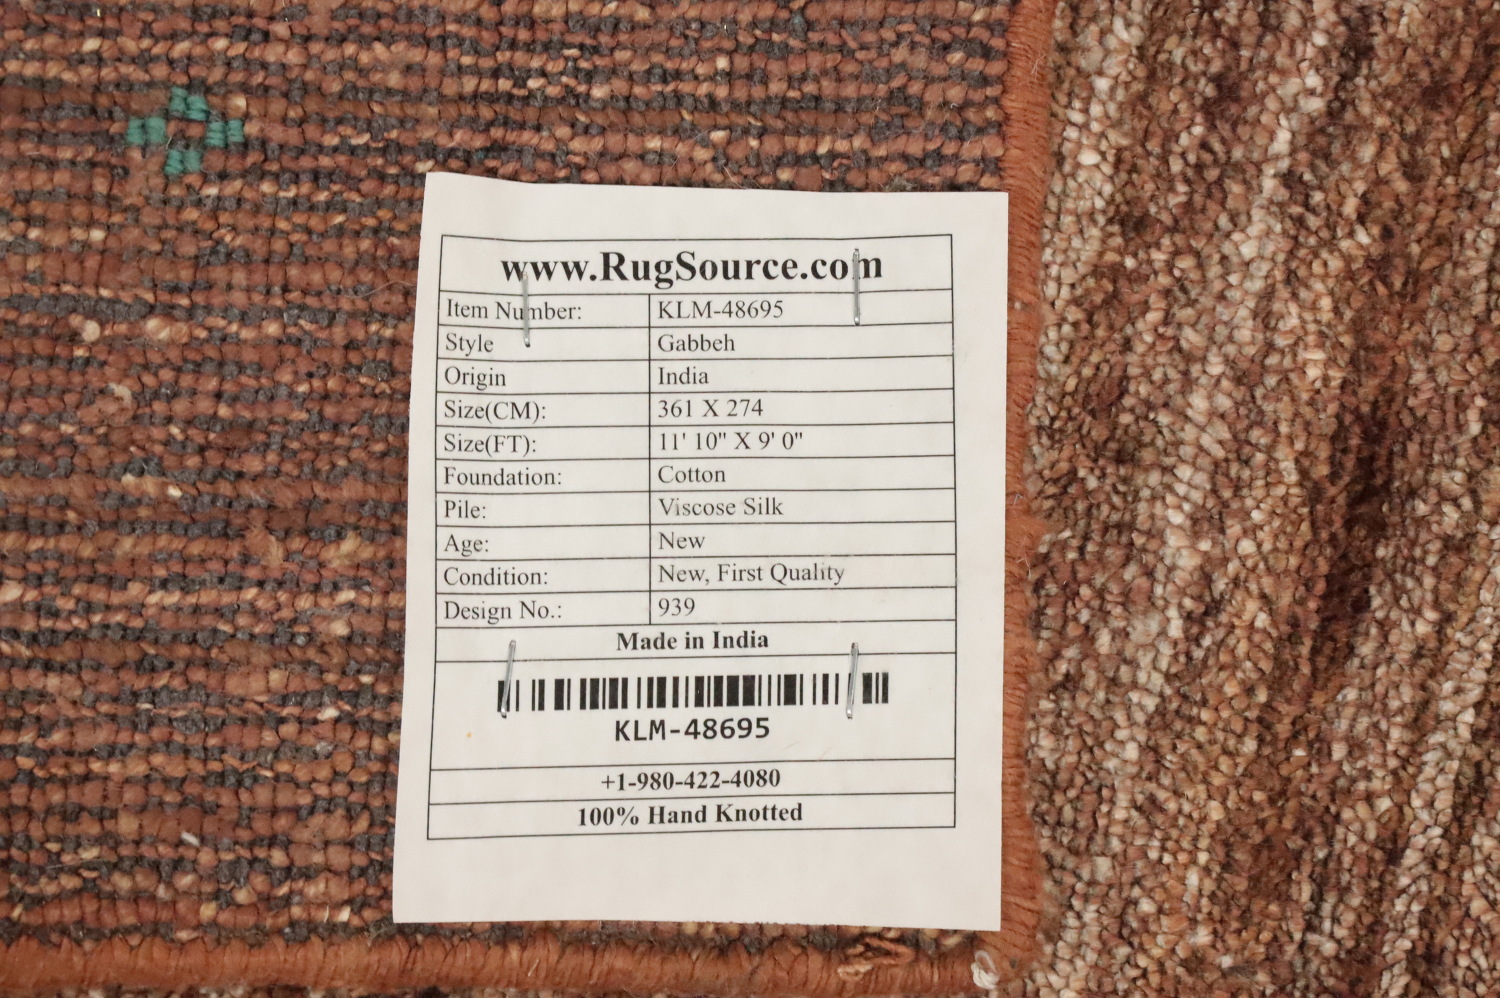 www.RugSource.com
Item Number: KLM-48695
Style Gabbeh
Origin India
Size(CM): 361 X 274
Size(FT): 11' 10" X 9' 0"
Foundation: Cotton
Pile: Viscose Silk
Age: New
Condition: New, First Quality
Design No.: 939
Made in India
KLM-48695
+1-980-422-4080
100% Hand Knotted